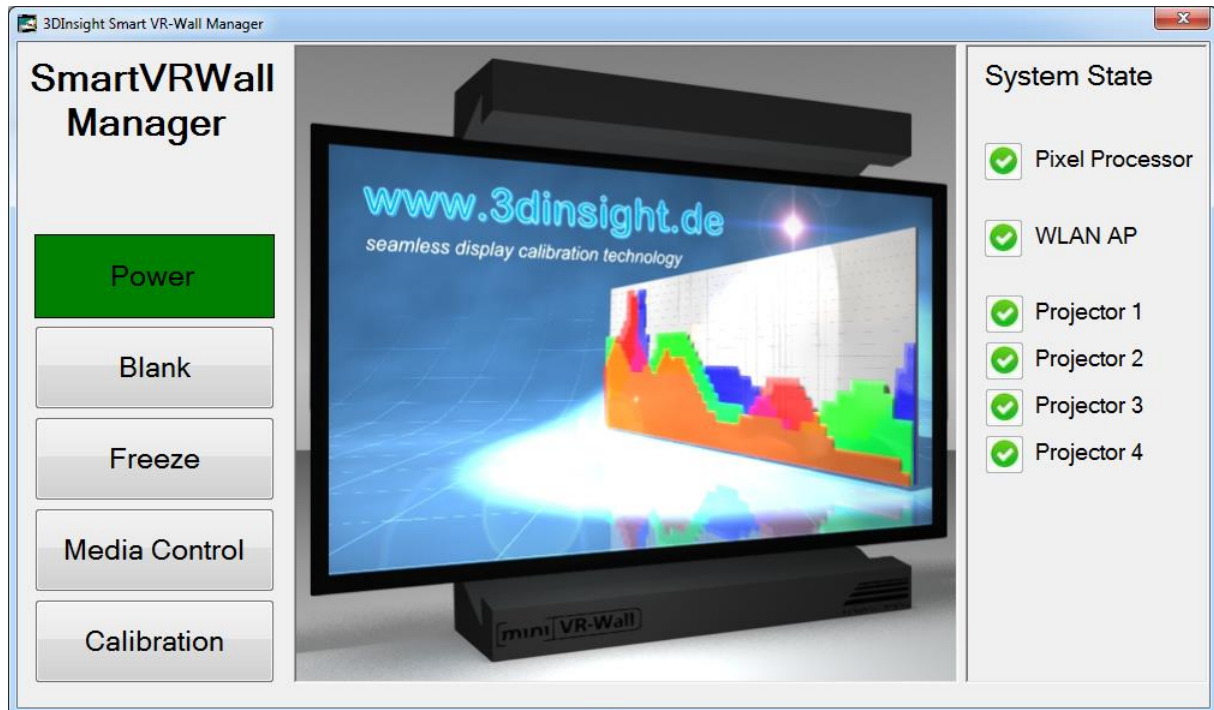 3DInsight Smart VR-Wall Manager
SmartVRWall
Manager
Power
Blank
Freeze
Media Control
Calibration
www.3dinsight.de
seamless display calibration technology
mini VR-Wall
System State
Pixel Processor
WLAN AP
Projector 1
Projector 2
Projector 3
Projector 4